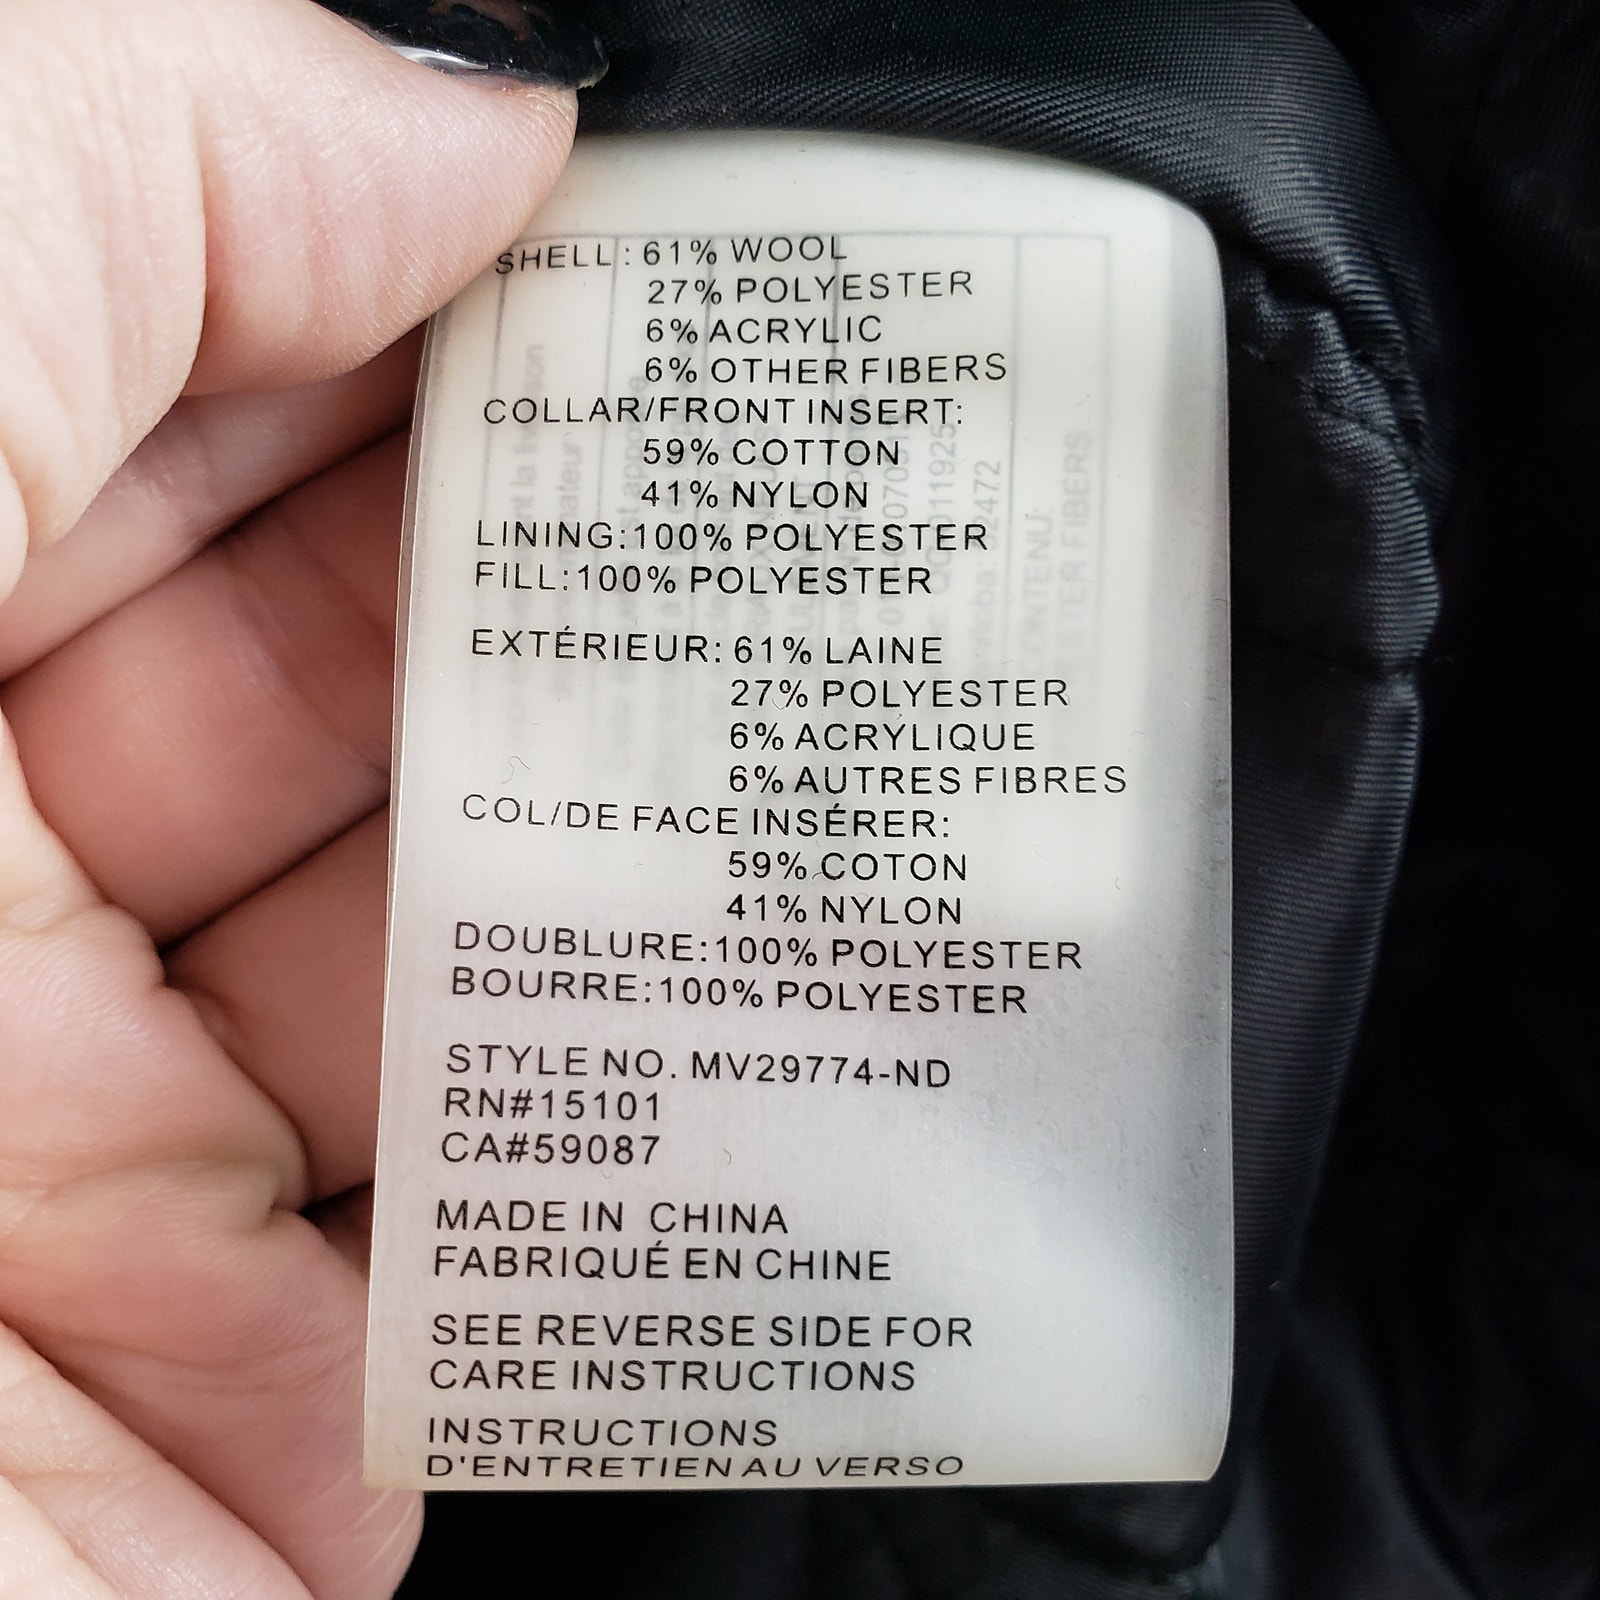 SHELL: 61% WOOL
27% POLYESTER
6% ACRYLIC
6% OTHER FIBERS
COLLAR/FRONT INSERT:
59% COTTON
41% NYLON
LINING:100% POLYESTER
FILL:100% POLYESTER
EXTÉRIEUR: 61% LAINE
27% POLYESTER
6% ACRYLIQUE
6% AUTRES FIBRES
COL/DE FACE INSÉRER:
59% COTON
41% NYLON
DOUBLURE:100% POLYESTER
BOURRE:100% POLYESTER
STYLE NO. MV29774-ND
RN#15101
CA#59087
MADE IN CHINA
FABRIQUÉ EN CHINE
SEE REVERSE SIDE FOR
CARE INSTRUCTIONS
INSTRUCTIONS
D'ENTRETIEN AU VERSO